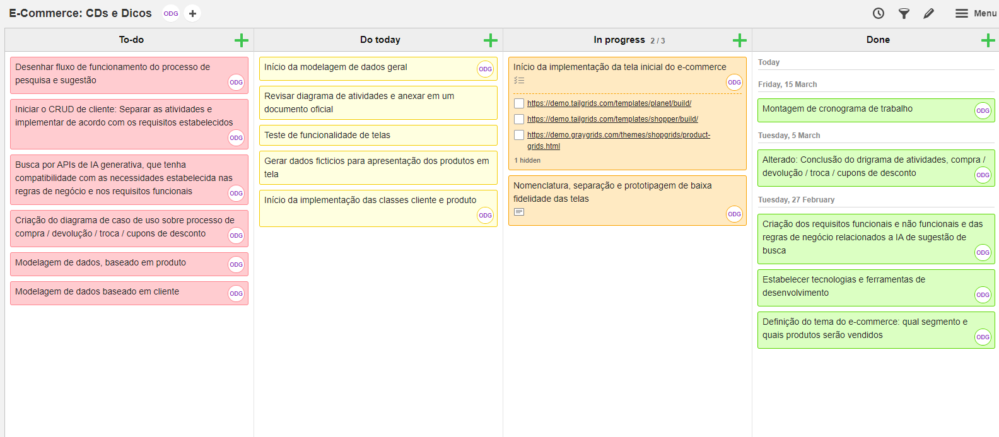 E-Commerce: CDs e Dicos
ODG
+
Menu
To-do
Desenhar fluxo de funcionamento do processo de
pesquisa e sugestão
ODG
Iniciar o CRUD de cliente: Separar as atividades e
implementar de acordo com os requisitos estabelecidos
ODG
Busca por APIs de IA generativa, que tenha
compatibilidade com as necessidades estabelecida nas
regras de negócio e nos requisitos funcionais
ODG
Criação do diagrama de caso de uso sobre processo de
compra / devolução / troca / cupons de desconto
ODG
Modelagem de dados, baseado em produto
ODG
Modelagem de dados baseado em cliente
ODG
Do today
Início da modelagem de dados geral
ODG
Revisar diagrama de atividades e anexar em um
documento oficial
Teste de funcionalidade de telas
Gerar dados ficticios para apresentação dos produtos em
tela
Início da implementação das classes cliente e produto
ODG
In progress 2 / 3
Início da implementação da tela inicial do e-commerce
ODG
https://demo.tailgrids.com/templates/planet/build/
https://demo.tailgrids.com/templates/shopper/build/
https://demo.graygrids.com/themes/shopgrids/product-
grids.html
1 hidden
Nomenclatura, separação e prototipagem de baixa
fidelidade das telas
ODG
Done
Today
Friday, 15 March
Montagem de cronograma de trabalho
ODG
Tuesday, 5 March
Alterado: Conclusão do drigrama de atividades, compra /
devolução / troca / cupons de desconto
ODG
Tuesday, 27 February
Criação dos requisitos funcionais e não funcionais e das
regras de negócio relacionados a IA de sugestão de
busca
ODG
Estabelecer tecnologias e ferramentas de
desenvolvimento
ODG
Definição do tema do e-commerce: qual segmento e
quais produtos serão vendidos
ODG